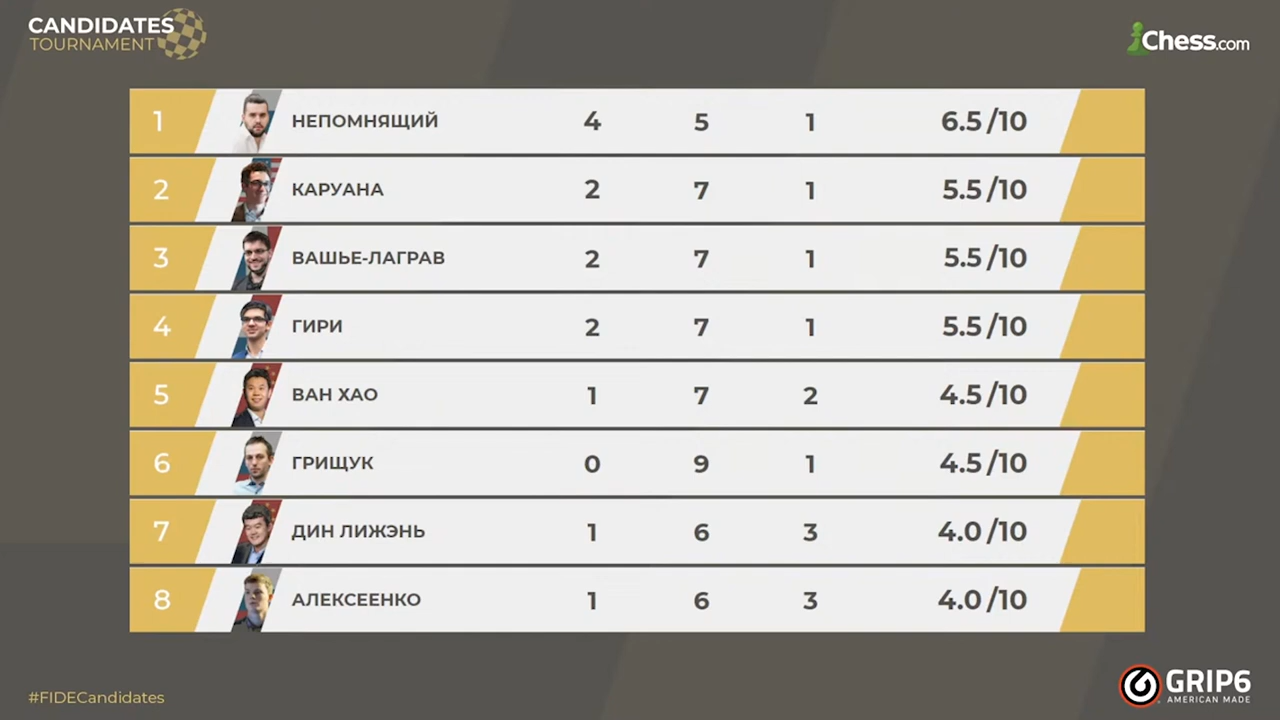 CANDIDATES
TOURNAMENT
Chess.com
1 НЕПОМНЯЩИЙ 4 5 1 6.5/10
2 КАРУАНА 2 7 1 5.5/10
3 ВАШЬЕ-ЛАГРАВ 2 7 1 5.5/10
4 ГИРИ 2 7 1 5.5/10
5 ВАН ХАО 1 7 2 4.5/10
6 ГРИЩУК 0 9 1 4.5/10
7 ДИН ЛИЖЭНЬ 1 6 3 4.0/10
8 АЛЕКСЕЕНКО 1 6 3 4.0/10
#FIDECandidates
GRIP6
AMERICAN MADE